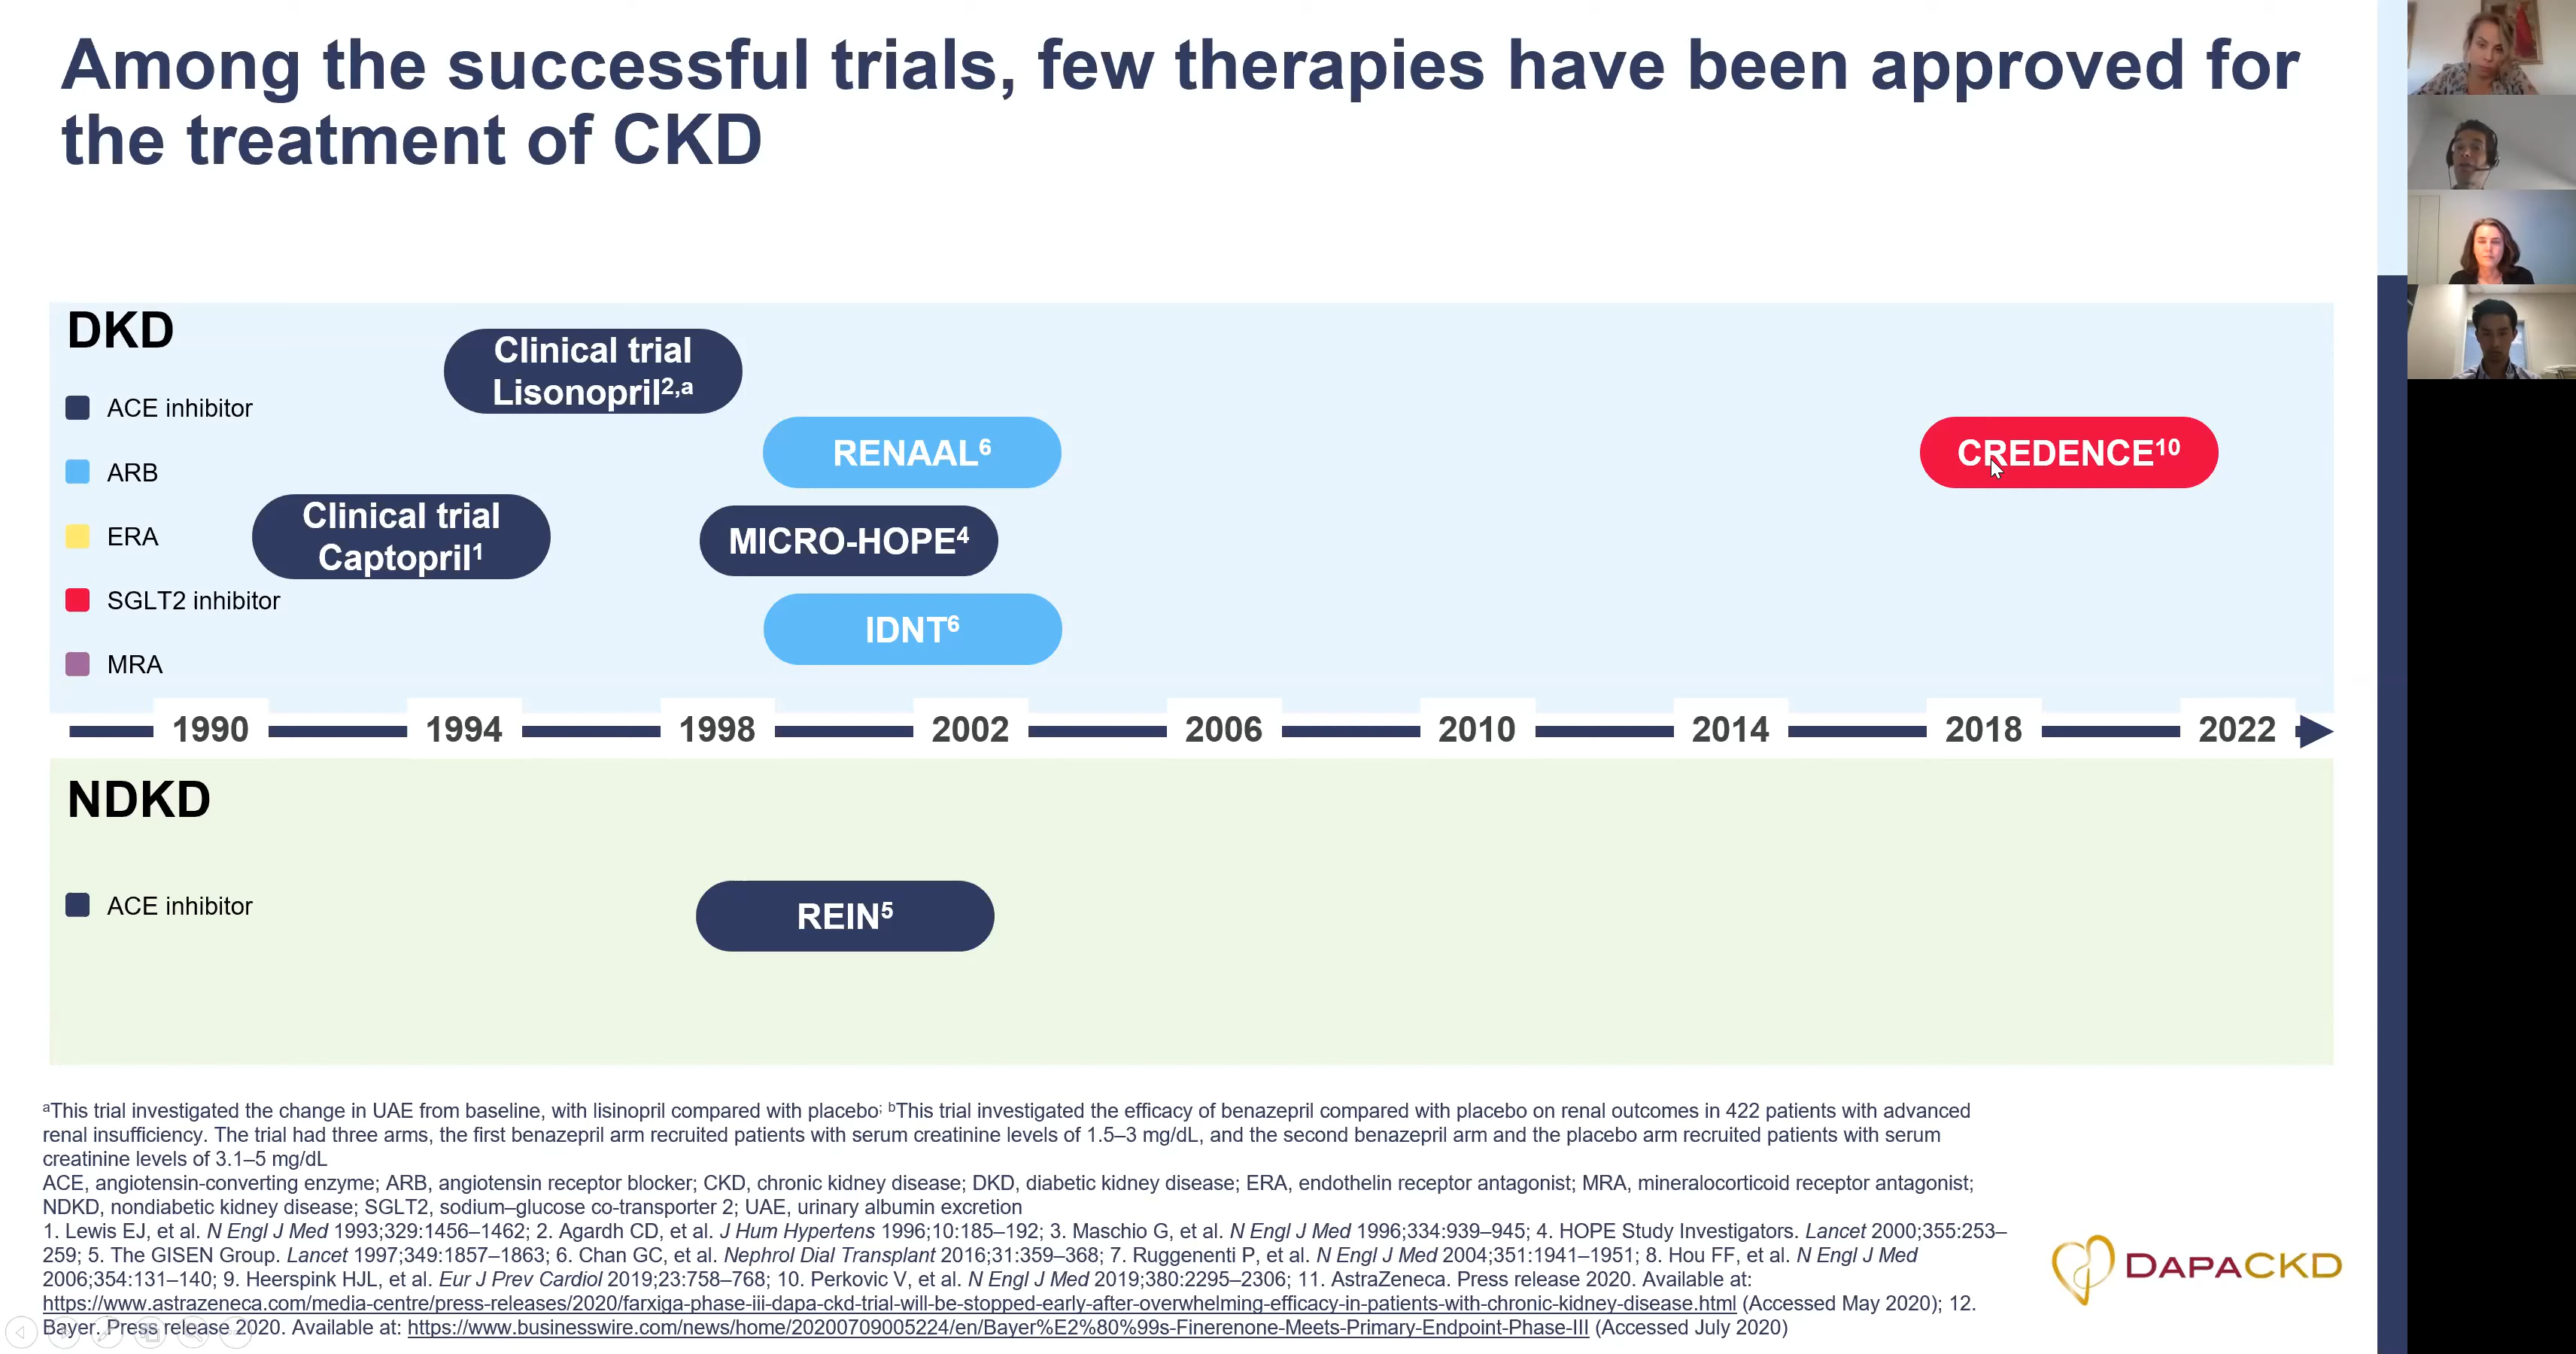 Among the successful trials, few therapies have been approved for
the treatment of CKD
DKD
ACE inhibitor
ARB
ERA
SGLT2 inhibitor
MRA
Clinical trial
Lisonopril2,a
RENAAL6
CREDENCE10
Clinical trial
Captopril1
MICRO-HOPE4
IDNT6
1990 1994 1998 2002 2006 2010 2014 2018 2022
NDKD
ACE inhibitor
REIN5
aThis trial investigated the change in UAE from baseline, with lisinopril compared with placebo; bThis trial investigated the efficacy of benazepril compared with placebo on renal outcomes in 422 patients with advanced
renal insufficiency. The trial had three arms, the first benazepril arm recruited patients with serum creatinine levels of 1.5–3 mg/dL, and the second benazepril arm and the placebo arm recruited patients with serum
creatinine levels of 3.1–5 mg/dL
ACE, angiotensin-converting enzyme; ARB, angiotensin receptor blocker; CKD, chronic kidney disease; DKD, diabetic kidney disease; ERA, endothelin receptor antagonist; MRA, mineralocorticoid receptor antagonist;
NDKD, nondiabetic kidney disease; SGLT2, sodium–glucose co-transporter 2; UAE, urinary albumin excretion
1. Lewis EJ, et al. N Engl J Med 1993;329:1456–1462; 2. Agardh CD, et al. J Hum Hypertens 1996;10:185–192; 3. Maschio G, et al. N Engl J Med 1996;334:939–945; 4. HOPE Study Investigators. Lancet 2000;355:253–
259; 5. The GISEN Group. Lancet 1997;349:1857–1863; 6. Chan GC, et al. Nephrol Dial Transplant 2016;31:359–368; 7. Ruggenenti P, et al. N Engl J Med 2004;351:1941–1951; 8. Hou FF, et al. N Engl J Med
2006;354:131–140; 9. Heerspink HJL, et al. Eur J Prev Cardiol 2019;23:758–768; 10. Perkovic V, et al. N Engl J Med 2019;380:2295–2306; 11. AstraZeneca. Press release 2020. Available at:
https://www.astrazeneca.com/media-centre/press-releases/2020/farxiga-phase-iii-dapa-ckd-trial-will-be-stopped-early-after-overwhelming-efficacy-in-patients-with-chronic-kidney-disease.html (Accessed May 2020); 12.
Bayer. Press release 2020. Available at: https://www.businesswire.com/news/home/20200709005224/en/Bayer%E2%80%99s-Finerenone-Meets-Primary-Endpoint-Phase-III (Accessed July 2020)
DAPACKD